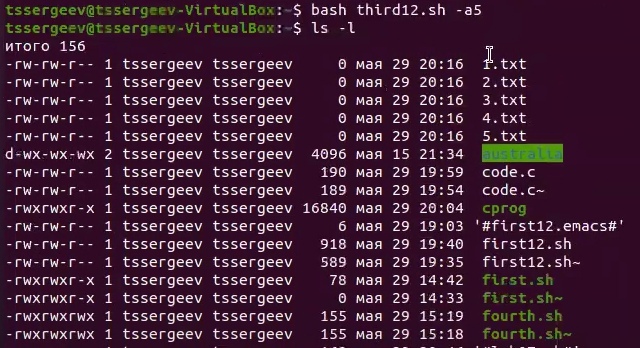 tssergeev@tssergeev-VirtualBox:~$ bash third12.sh -a5
tssergeev@tssergeev-VirtualBox:~$ ls -l
итого 156
-rw-rw-r-- 1 tssergeev tssergeev 0 мая 29 20:16 1.txt
-rw-rw-r-- 1 tssergeev tssergeev 0 мая 29 20:16 2.txt
-rw-rw-r-- 1 tssergeev tssergeev 0 мая 29 20:16 3.txt
-rw-rw-r-- 1 tssergeev tssergeev 0 мая 29 20:16 4.txt
-rw-rw-r-- 1 tssergeev tssergeev 0 мая 29 20:16 5.txt
d-wx-wx-wx 2 tssergeev tssergeev 4096 мая 15 21:34 australia
-rw-rw-r-- 1 tssergeev tssergeev 190 мая 29 19:59 code.c
-rw-rw-r-- 1 tssergeev tssergeev 189 мая 29 19:54 code.c~
-rwxrwxr-x 1 tssergeev tssergeev 16840 мая 29 20:04 cprog
-rw-rw-r-- 1 tssergeev tssergeev 6 мая 29 19:03 '#first12.emacs#'
-rw-rw-r-- 1 tssergeev tssergeev 918 мая 29 19:40 first12.sh
-rw-rw-r-- 1 tssergeev tssergeev 589 мая 29 19:35 first12.sh~
-rwxrwxr-x 1 tssergeev tssergeev 78 мая 29 14:42 first.sh
-rwxrwxr-x 1 tssergeev tssergeev 0 мая 29 14:33 first.sh~
-rwxrwxrwx 1 tssergeev tssergeev 155 мая 29 15:19 fourth.sh
-rwxrwxrwx 1 tssergeev tssergeev 155 мая 29 15:18 fourth.sh~